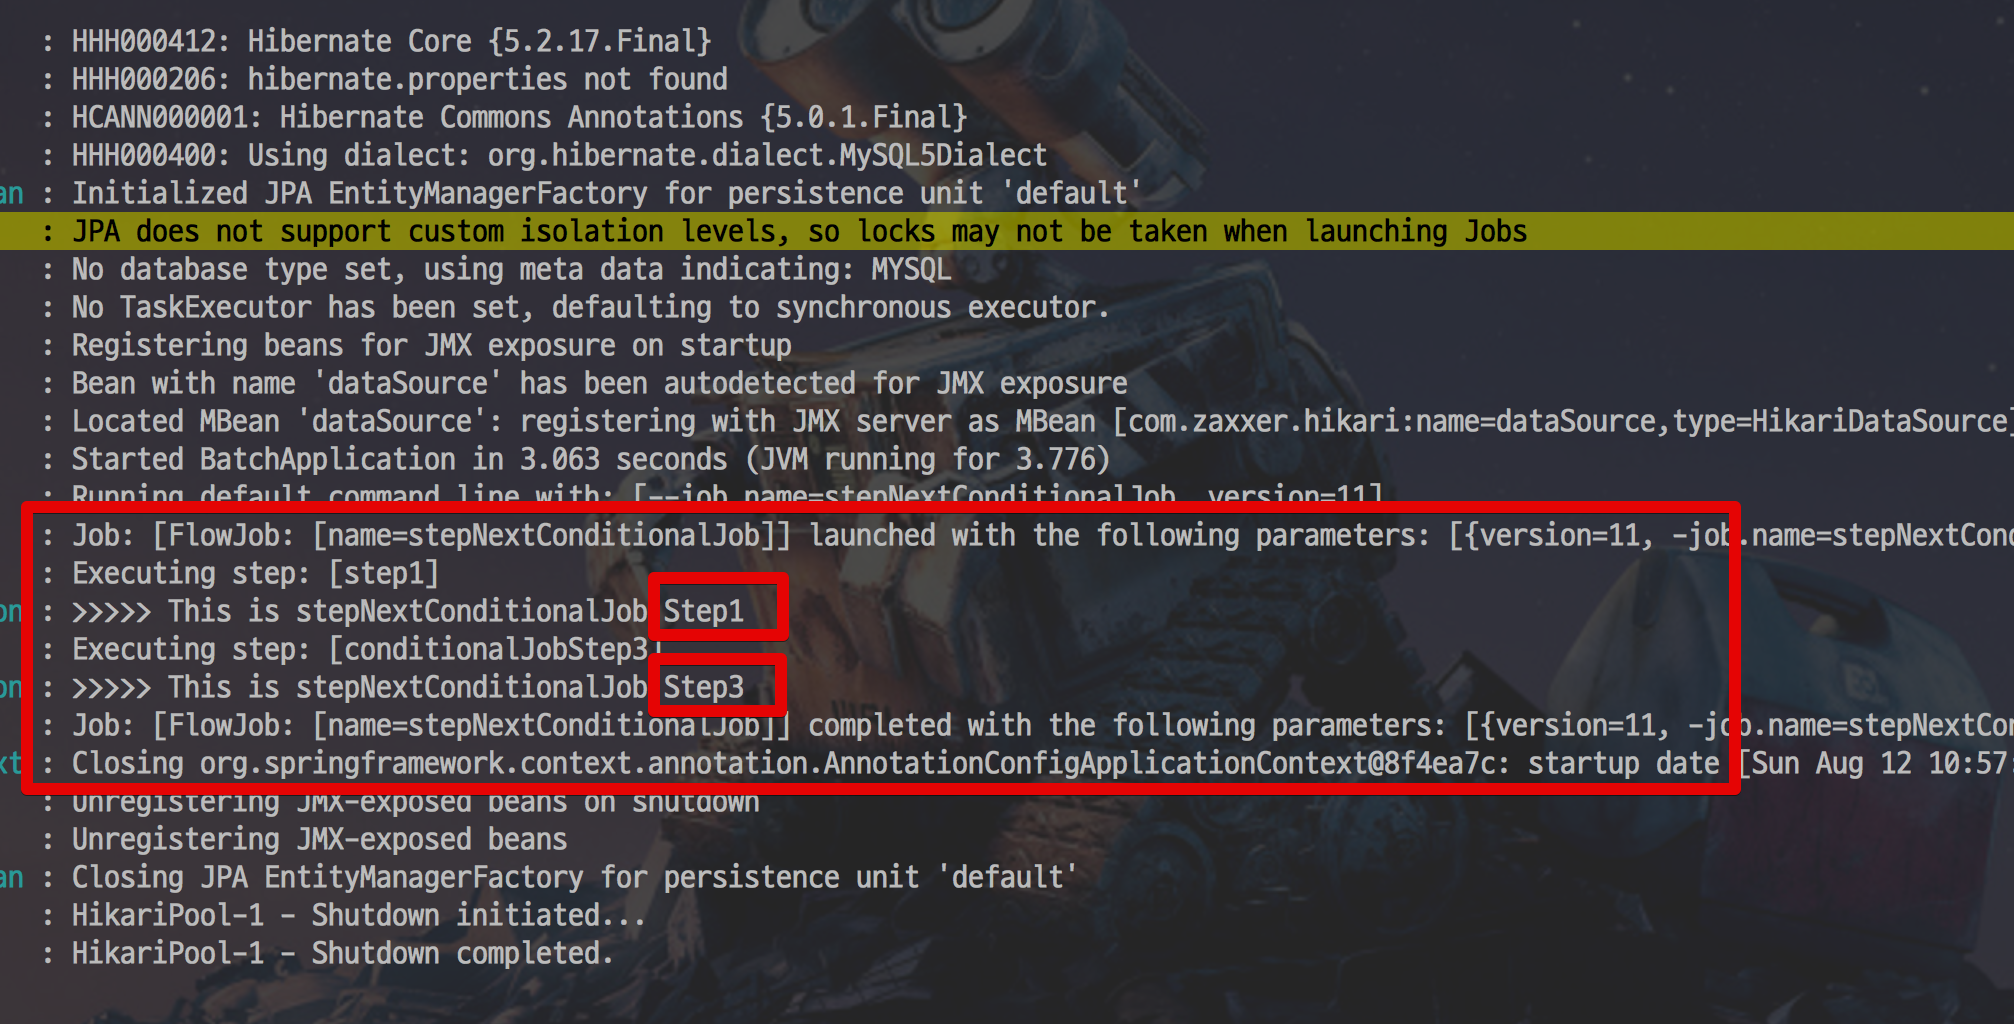 : HHH000412: Hibernate Core {5.2.17.Final}
: HHH000206: hibernate.properties not found
: HCANN000001: Hibernate Commons Annotations {5.0.1.Final}
: HHH000400: Using dialect: org.hibernate.dialect.MySQL5Dialect
an : Initialized JPA EntityManagerFactory for persistence unit 'default'
: JPA does not support custom isolation levels, so locks may not be taken when launching Jobs
: No database type set, using meta data indicating: MYSQL
: No TaskExecutor has been set, defaulting to synchronous executor.
: Registering beans for JMX exposure on startup
: Bean with name 'dataSource' has been autodetected for JMX exposure
: Located MBean 'dataSource': registering with JMX server as MBean [com.zaxxer.hikari:name=dataSource,type=HikariDataSource]
: Started BatchApplication in 3.063 seconds (JVM running for 3.776)
: Running default command line with: [--job.name=stepNextConditionalJob, version=11]
: Job: [FlowJob: [name=stepNextConditionalJob]] launched with the following parameters: [{version=11, -job.name=stepNextCond
: Executing step: [step1]
on : >>>>> This is stepNextConditionalJob Step1
: Executing step: [conditionalJobStep3]
on : >>>>> This is stepNextConditionalJob Step3
: Job: [FlowJob: [name=stepNextConditionalJob]] completed with the following parameters: [{version=11, -job.name=stepNextCon
xt : Closing org.springframework.context.annotation.AnnotationConfigApplicationContext@8f4ea7c: startup date [Sun Aug 12 10:57:
: Unregistering JMX-exposed beans on shutdown
: Unregistering JMX-exposed beans
an : Closing JPA EntityManagerFactory for persistence unit 'default'
: HikariPool-1 - Shutdown initiated...
: HikariPool-1 - Shutdown completed.